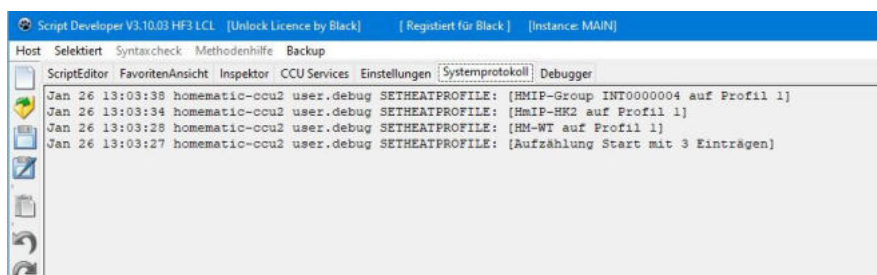 Script Developer V3.10.03 HF3 LCL [Unlock Licence by Black] [ Registiert für Black ] [Instance: MAIN]
Host Selektiert Syntaxcheck Methodenhilfe Backup
ScriptEditor FavoritenAnsicht Inspektor CCU Services Einstellungen Systemprotokoll Debugger
Jan 26 13:03:38 homematic-ccu2 user.debug SETHEATPROFILE: [HMIP-Group INT0000004 auf Profil 1]
Jan 26 13:03:34 homematic-ccu2 user.debug SETHEATPROFILE: [HmIP-HK2 auf Profil 1]
Jan 26 13:03:28 homematic-ccu2 user.debug SETHEATPROFILE: [HM-WT auf Profil 1]
Jan 26 13:03:27 homematic-ccu2 user.debug SETHEATPROFILE: [Aufzählung Start mit 3 Einträgen]